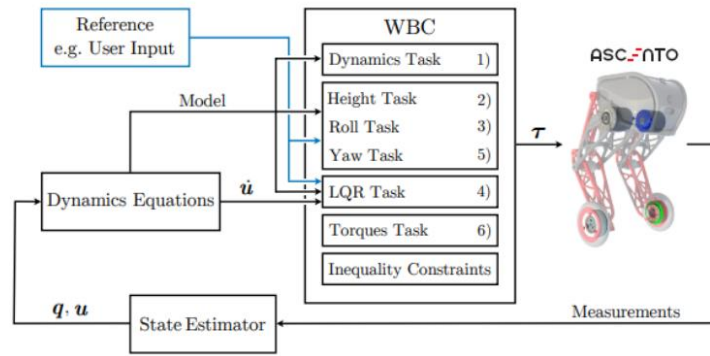 Reference
e.g. User Input
WBC
Dynamics Task 1)
Height Task 2)
Roll Task 3)
Yaw Task 5)
LQR Task 4)
Torques Task 6)
Inequality Constraints
Model
Dynamics Equations
u̇
τ
ASCENTO
q, u
State Estimator
Measurements